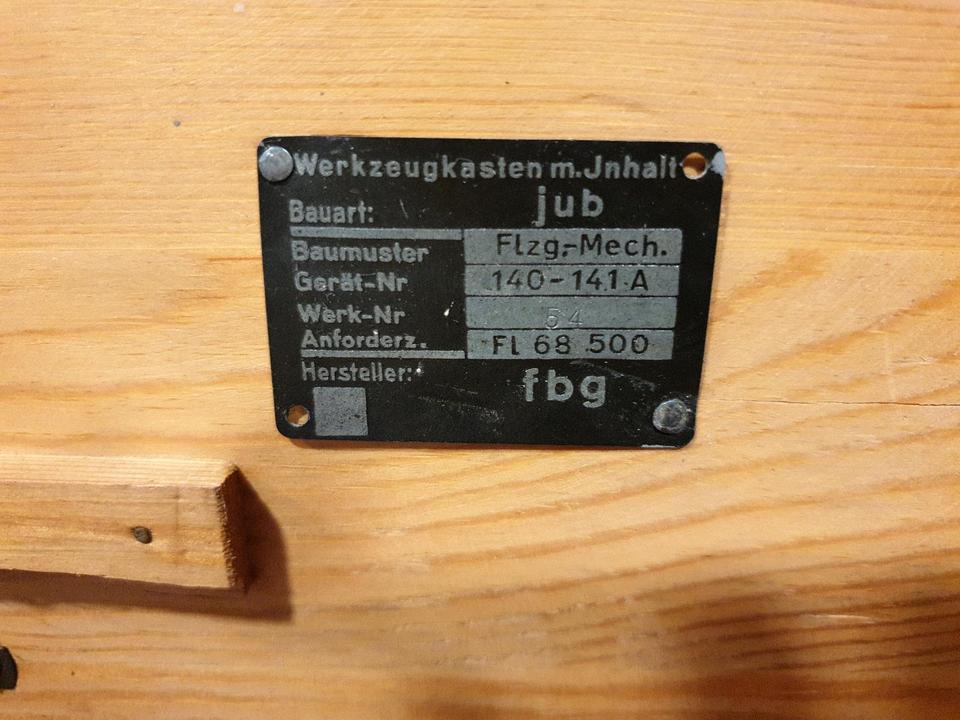 Werkzeugkasten m. Jnhalt
Bauart: jub
Baumuster Flzg.-Mech.
Gerät-Nr 140-141 A
Werk-Nr 54
Anforderz. Fl 68 500
Hersteller: fbg